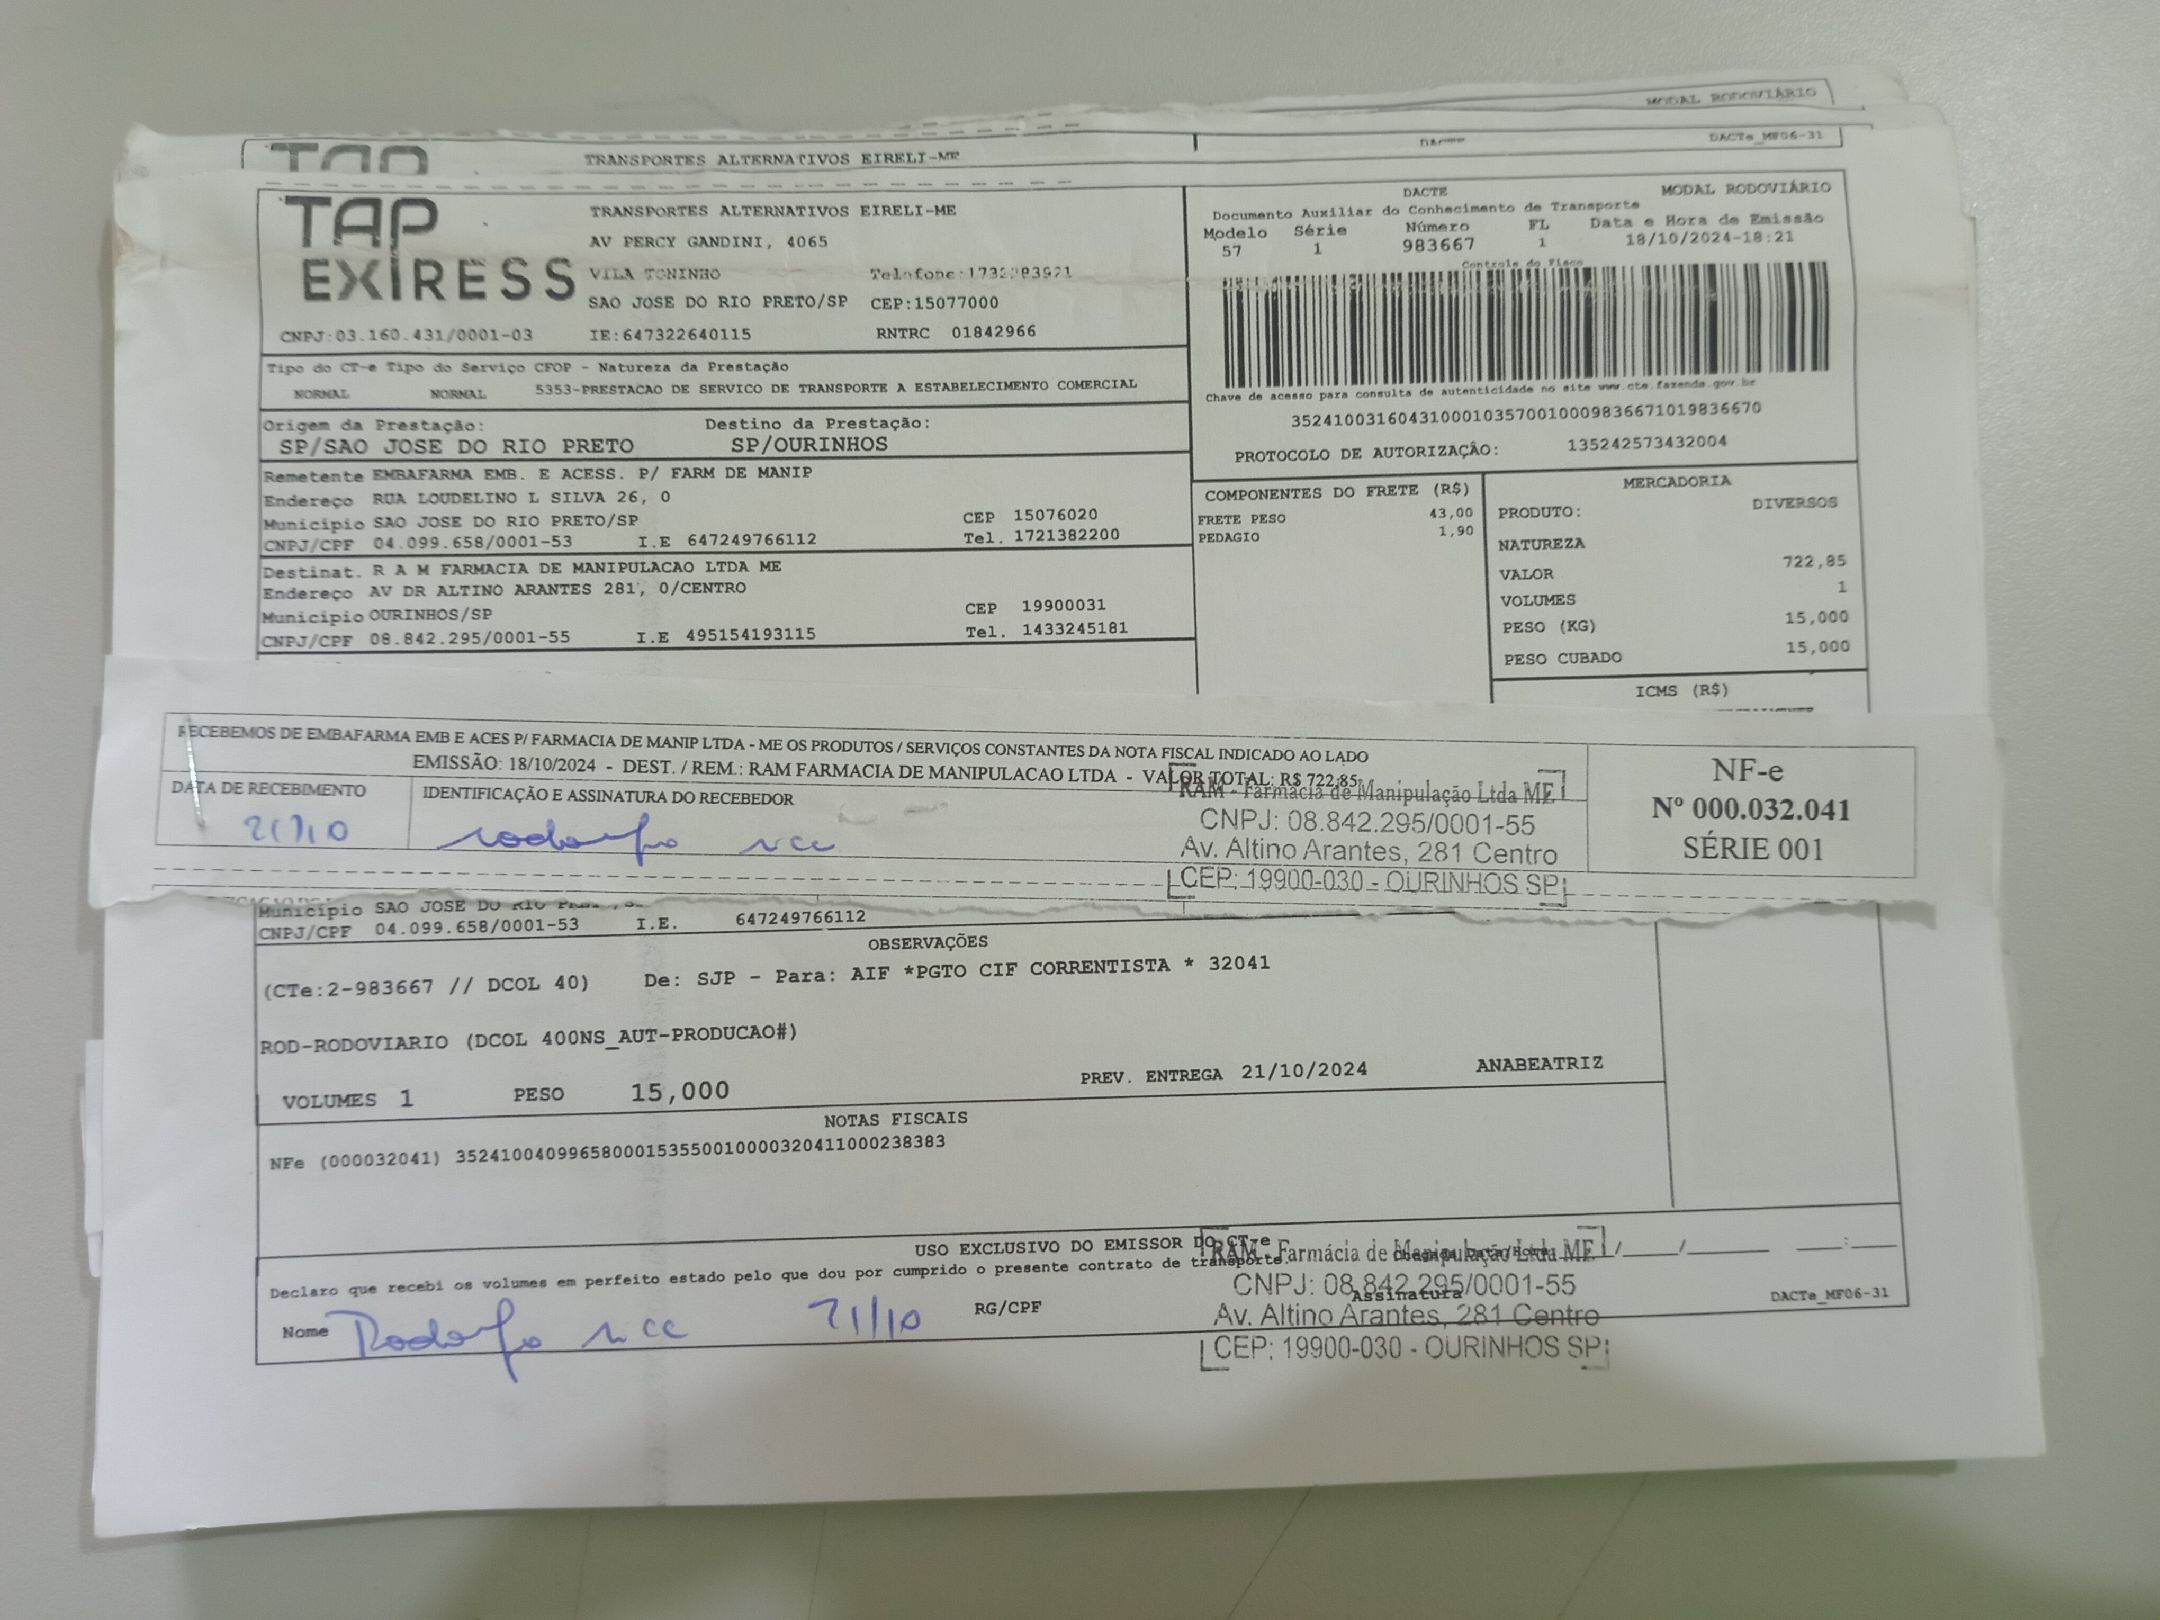 MODAL RODOVIÁRIO
TRANSPORTES ALTERNATIVOS EIRELI-ME
DACTe_MF06-31
TAP EXPRESS
TRANSPORTES ALTERNATIVOS EIRELI-ME
AV PERCY GANDINI, 4065
VILA TONINHO
SAO JOSE DO RIO PRETO/SP CEP:15077000
CNPJ:03.160.431/0001-03 IE:647322640115 RNTRC 01842966
DACTE MODAL RODOVIÁRIO
Documento Auxiliar do Conhecimento de Transporte
Modelo Série Número FL Data e Hora de Emissão
57 1 983667 1 18/10/2024-18:21
Controle do Fisco
Chave de acesso para consulta de autenticidade no site www.cte.fazenda.gov.br
35241003160431000103570010009836671019836670
PROTOCOLO DE AUTORIZAÇÃO: 135242573432004
Tipo do CT-e Tipo do Serviço CFOP - Natureza da Prestação
NORMAL NORMAL 5353-PRESTACAO DE SERVICO DE TRANSPORTE A ESTABELECIMENTO COMERCIAL
Origem da Prestação: Destino da Prestação:
SP/SAO JOSE DO RIO PRETO SP/OURINHOS
Remetente EMBAFARMA EMB. E ACESS. P/ FARM DE MANIP
Endereço RUA LOUDELINO L SILVA 26, 0
Município SAO JOSE DO RIO PRETO/SP CEP 15076020
CNPJ/CPF 04.099.658/0001-53 I.E 647249766112 Tel. 1721382200
Destinat. R A M FARMACIA DE MANIPULACAO LTDA ME
Endereço AV DR ALTINO ARANTES 281, 0/CENTRO
Município OURINHOS/SP CEP 19900031
CNPJ/CPF 08.842.295/0001-55 I.E 495154193115 Tel. 1433245181
COMPONENTES DO FRETE (R$)
FRETE PESO 43,00
PEDAGIO 1,90
MERCADORIA
PRODUTO: DIVERSOS
NATUREZA
VALOR 722,85
VOLUMES 1
PESO (KG) 15,000
PESO CUBADO 15,000
ICMS (R$)
RECEBEMOS DE EMBAFARMA EMB E ACES P/ FARMACIA DE MANIP LTDA - ME OS PRODUTOS / SERVIÇOS CONSTANTES DA NOTA FISCAL INDICADO AO LADO
EMISSÃO: 18/10/2024 - DEST. / REM.: RAM FARMACIA DE MANIPULACAO LTDA - VALOR TOTAL: R$ 722,85
DATA DE RECEBIMENTO IDENTIFICAÇÃO E ASSINATURA DO RECEBEDOR
21/10 Rodolfo
RAM - Farmácia de Manipulação Ltda ME
CNPJ: 08.842.295/0001-55
Av. Altino Arantes, 281 Centro
CEP: 19900-030 - OURINHOS SP
NF-e
Nº 000.032.041
SÉRIE 001
Município SAO JOSE DO RIO
CNPJ/CPF 04.099.658/0001-53 I.E. 647249766112
OBSERVAÇÕES
(CTe:2-983667 // DCOL 40) De: SJP - Para: AIF *PGTO CIF CORRENTISTA * 32041
ROD-RODOVIARIO (DCOL 400NS_AUT-PRODUCAO#)
VOLUMES 1 PESO 15,000 PREV. ENTREGA 21/10/2024 ANABEATRIZ
NOTAS FISCAIS
NFe (000032041) 35241004099658000153550010000320411000238383
USO EXCLUSIVO DO EMISSOR DO CT-e
Declaro que recebi os volumes em perfeito estado pelo que dou por cumprido o presente contrato de transporte.
Nome Rodolfo 21/10 RG/CPF
Assinatura
DACTe_MF06-31
RAM - Farmácia de Manipulação Ltda ME
CNPJ: 08.842.295/0001-55
Av. Altino Arantes, 281 Centro
CEP: 19900-030 - OURINHOS SP